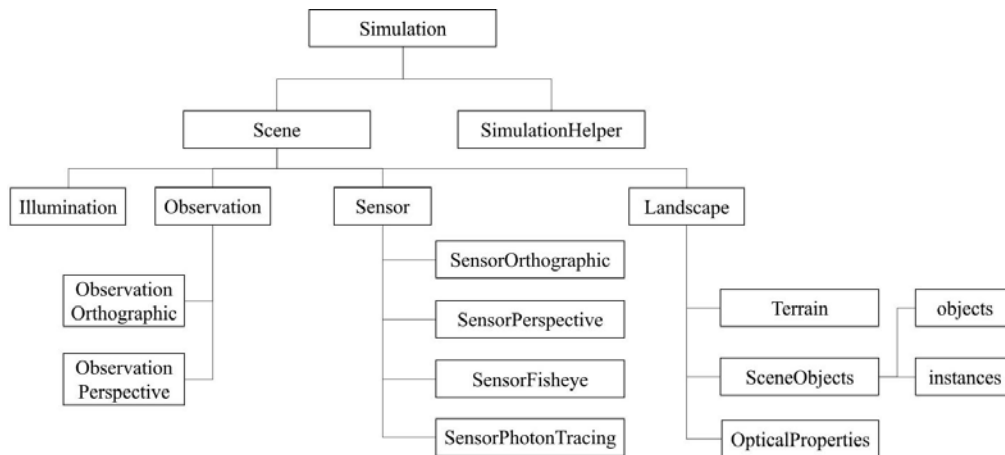 Simulation
Scene
SimulationHelper
Illumination
Observation
Sensor
Landscape
Observation
Orthographic
Observation
Perspective
SensorOrthographic
SensorPerspective
SensorFisheye
SensorPhotonTracing
Terrain
SceneObjects
OpticalProperties
objects
instances